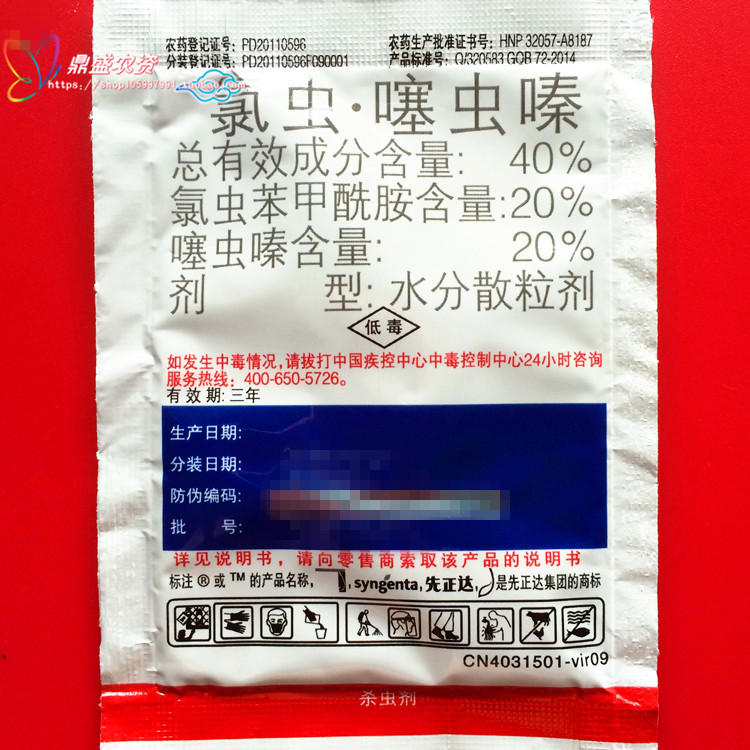 农药登记证号: PD20110596
农药生产批准证书号: HNP 32057-A8187
分装登记证号: PD20110596F090001
产品标准号: Q/320583 GQB 72-2014
鼎盛农资
氯虫·噻虫嗪
总有效成分含量: 40%
氯虫苯甲酰胺含量:20%
噻虫嗪含量: 20%
剂 型: 水分散粒剂
低毒
如发生中毒情况,请拔打中国疾控中心中毒控制中心24小时咨询
服务热线: 400-650-5726。
有效期:三年
生产日期:
分装日期:
防伪编码:
批 号:
详见说明书,请向零售商索取该产品的说明书
标注 ® 或 ™ 的产品名称, , syngenta, 先正达, 是先正达集团的商标
CN4031501-vir09
杀虫剂